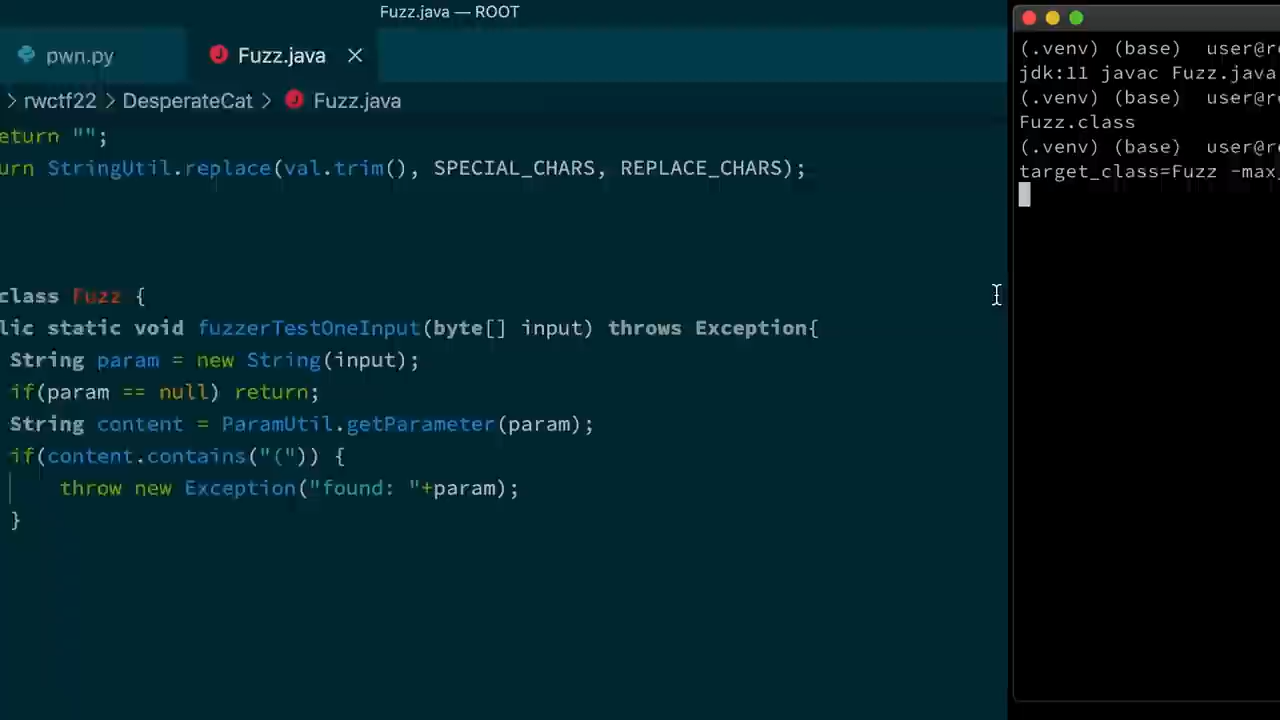 Fuzz.java — ROOT
pwn.py
Fuzz.java
rwctf22 > DesperateCat > Fuzz.java
eturn "";
urn StringUtil.replace(val.trim(), SPECIAL_CHARS, REPLACE_CHARS);
class Fuzz {
lic static void fuzzerTestOneInput(byte[] input) throws Exception{
String param = new String(input);
if(param == null) return;
String content = ParamUtil.getParameter(param);
if(content.contains("(")) {
throw new Exception("found: "+param);
}
(.venv) (base) user@r
jdk:11 javac Fuzz.java
(.venv) (base) user@r
Fuzz.class
(.venv) (base) user@r
target_class=Fuzz -max